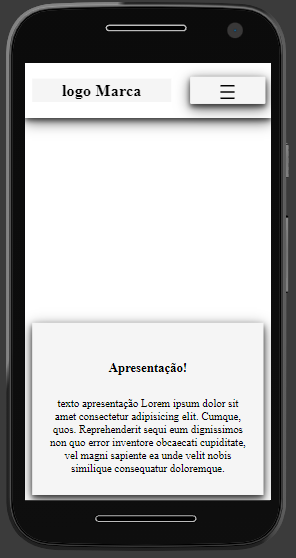 logo Marca
☰
Apresentação!
texto apresentação Lorem ipsum dolor sit
amet consectetur adipisicing elit. Cumque,
quos. Reprehenderit sequi eum dignissimos
non quo error inventore obcaecati cupiditate,
vel magni sapiente ea unde velit nobis
similique consequatur doloremque.